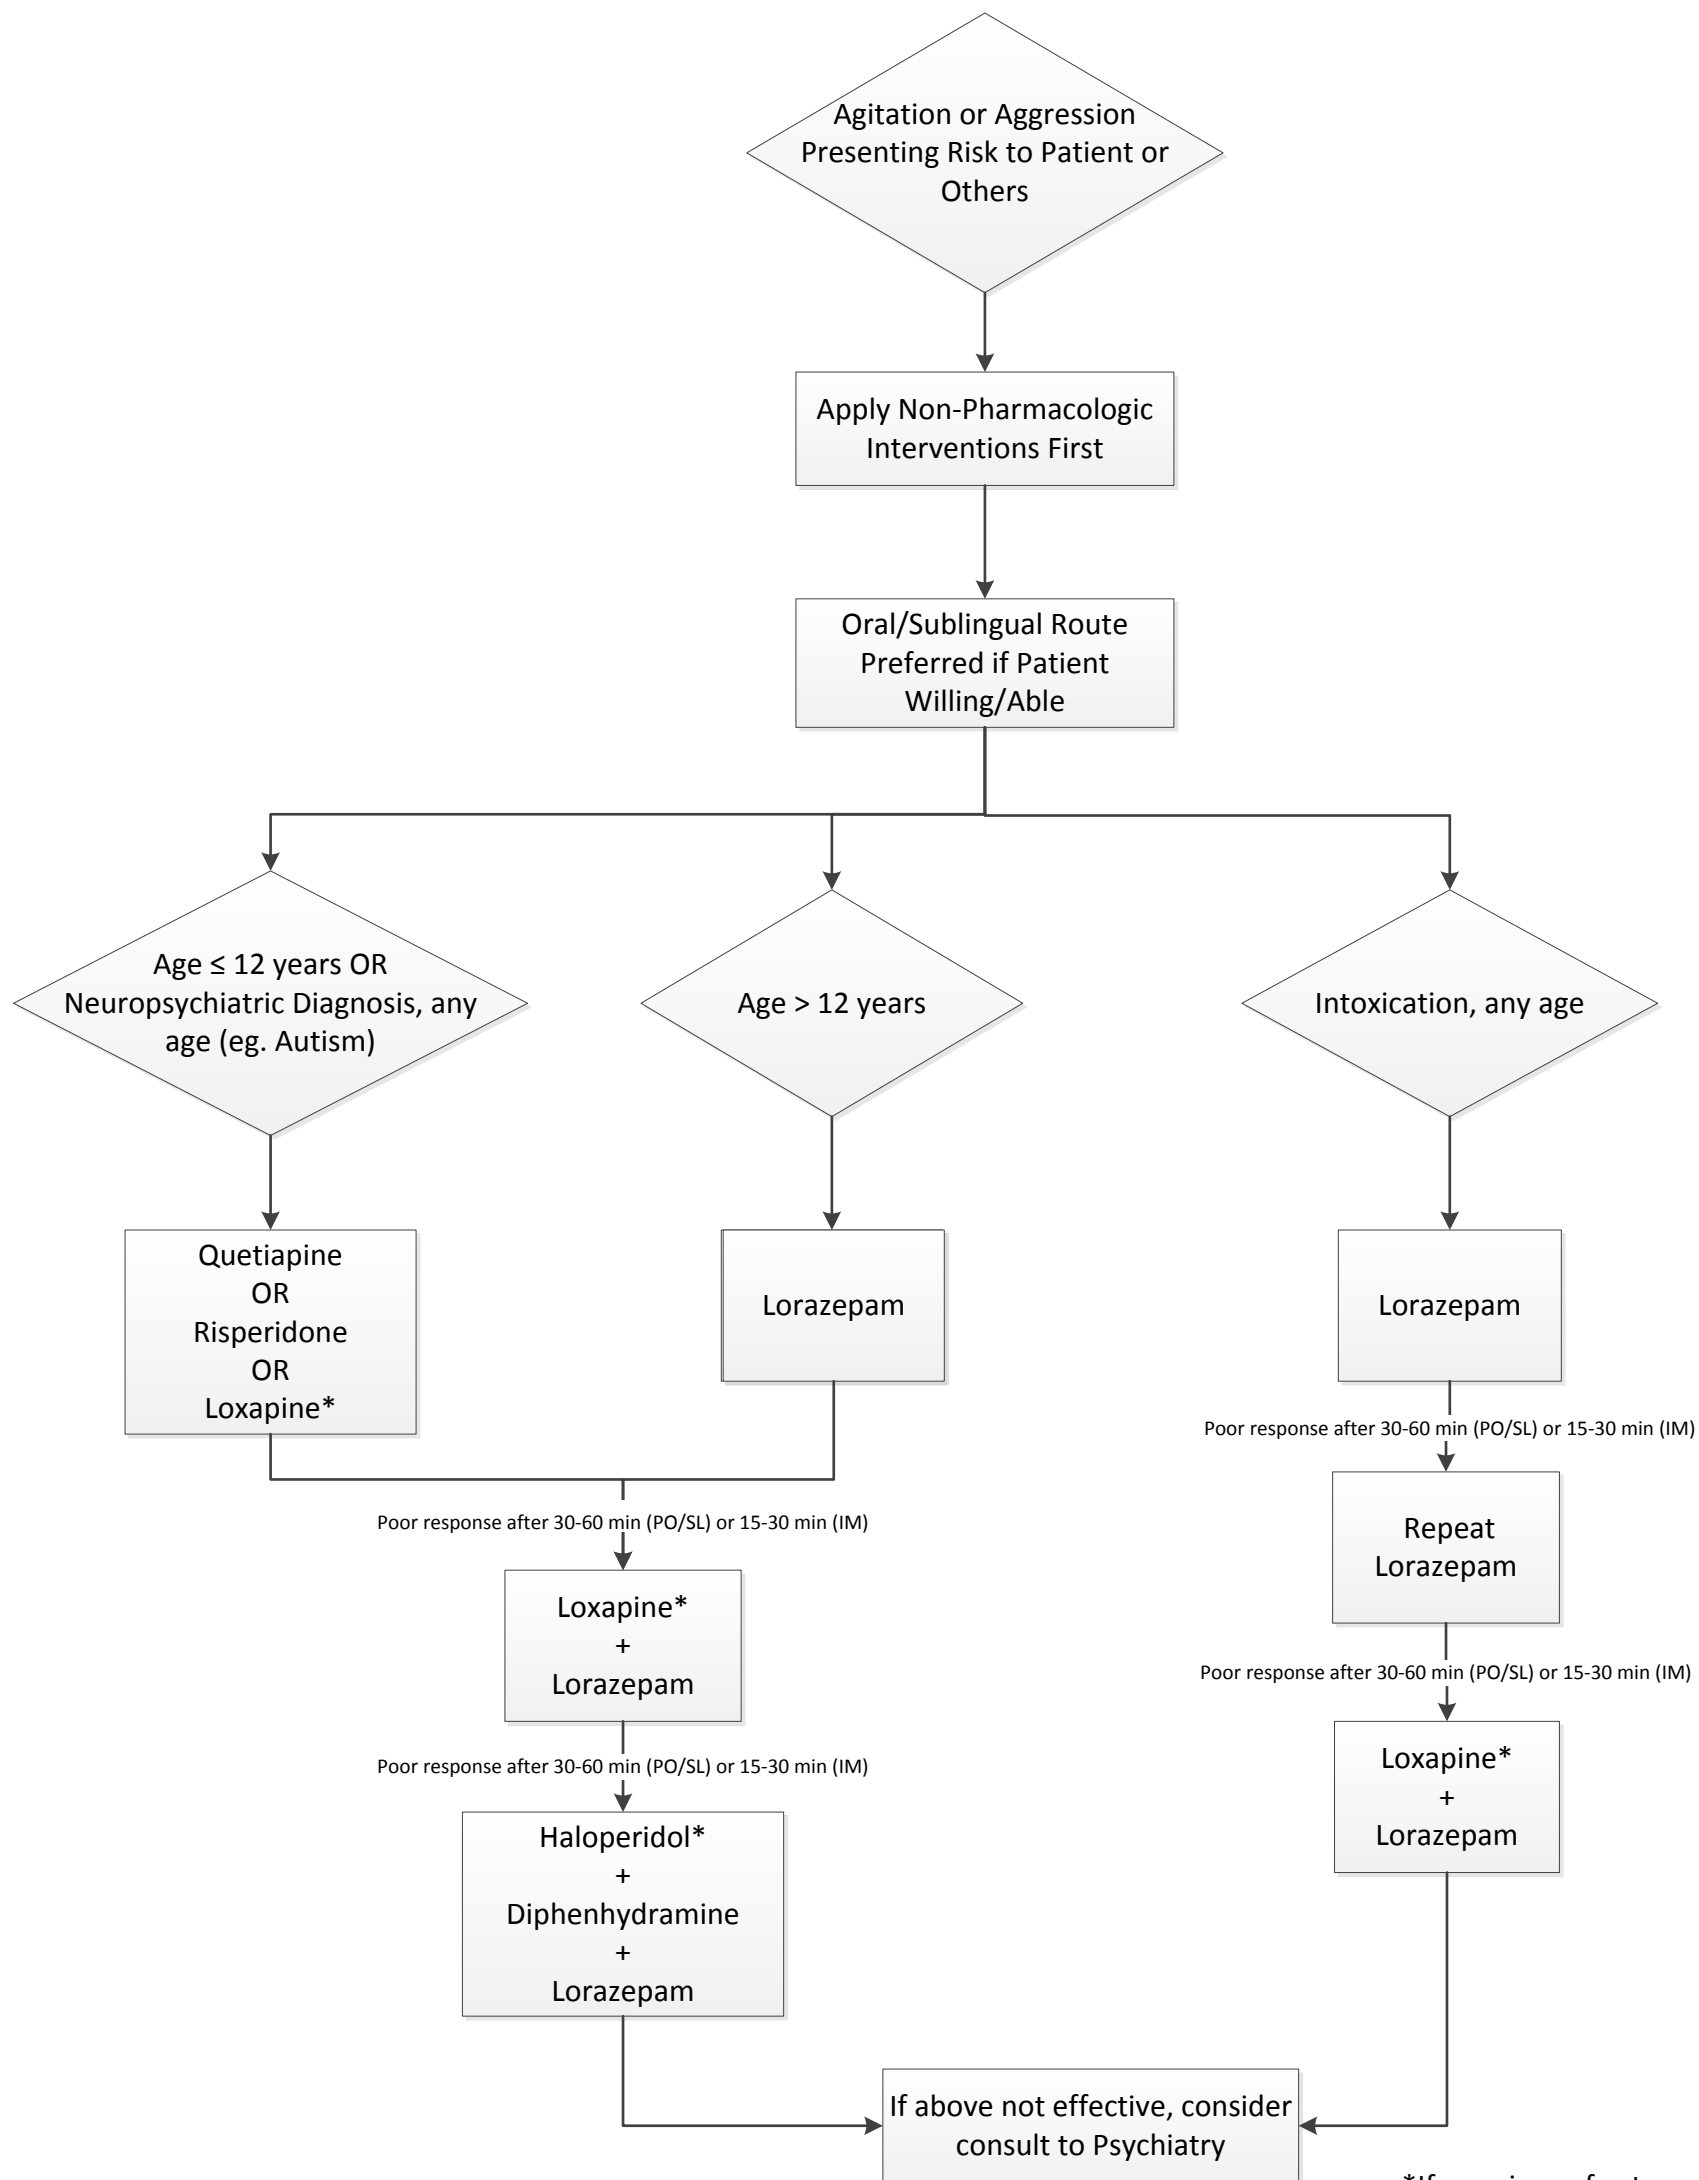 Agitation or Aggression
Presenting Risk to Patient or
Others
Apply Non-Pharmacologic
Interventions First
Oral/Sublingual Route
Preferred if Patient
Willing/Able
Age ≤ 12 years OR
Neuropsychiatric Diagnosis, any
age (eg. Autism)
Age > 12 years
Intoxication, any age
Quetiapine
OR
Risperidone
OR
Loxapine*
Lorazepam
Lorazepam
Poor response after 30-60 min (PO/SL) or 15-30 min (IM)
Poor response after 30-60 min (PO/SL) or 15-30 min (IM)
Repeat
Lorazepam
Loxapine*
+
Lorazepam
Poor response after 30-60 min (PO/SL) or 15-30 min (IM)
Poor response after 30-60 min (PO/SL) or 15-30 min (IM)
Loxapine*
+
Lorazepam
Haloperidol*
+
Diphenhydramine
+
Lorazepam
If above not effective, consider
consult to Psychiatry